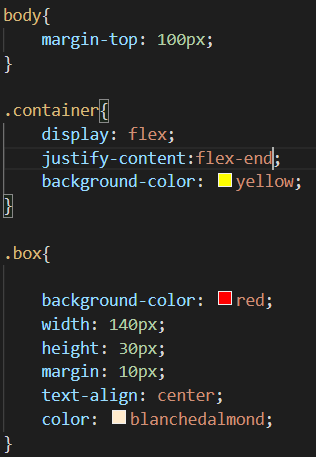 body{
    margin-top: 100px;
}

.container{
    display: flex;
    justify-content:flex-end;
    background-color: yellow;
}

.box{

    background-color: red;
    width: 140px;
    height: 30px;
    margin: 10px;
    text-align: center;
    color: blanchedalmond;
}